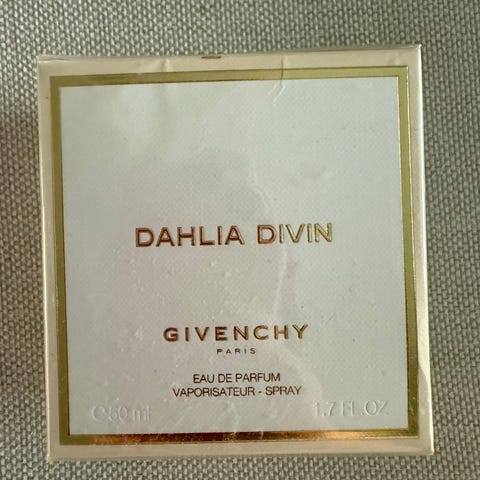 DAHLIA DIVIN
GIVENCHY
PARIS
EAU DE PARFUM
VAPORISATEUR - SPRAY
℮50 ml 1.7 FL.OZ